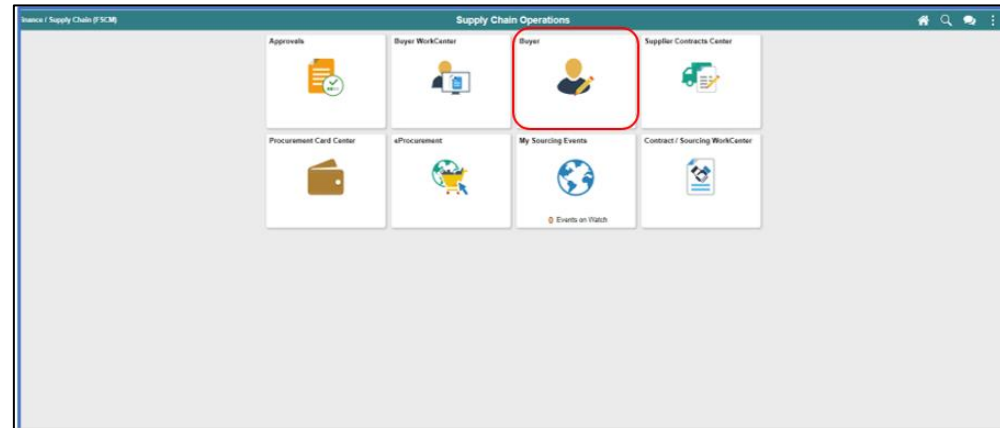 inance / Supply Chain (FSCM)
Supply Chain Operations
Approvals
Buyer WorkCenter
Buyer
Supplier Contracts Center
Procurement Card Center
eProcurement
My Sourcing Events
Contract / Sourcing WorkCenter
0 Events on Watch